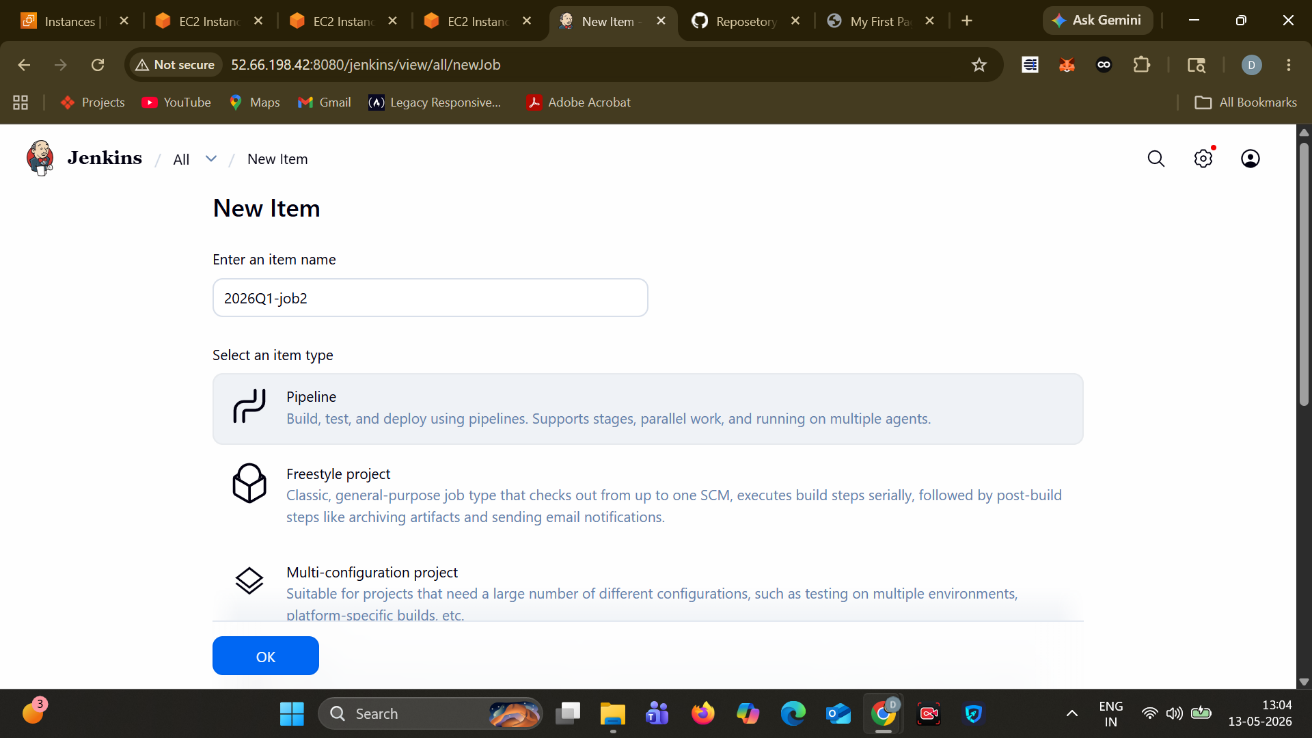 Instances |
EC2 Instanc
EC2 Instanc
EC2 Instanc
New Item -
Reposetory
My First Pa
Ask Gemini
Not secure
52.66.198.42:8080/jenkins/view/all/newJob
D
Projects
YouTube
Maps
Gmail
Legacy Responsive...
Adobe Acrobat
All Bookmarks
Jenkins / All / New Item
New Item
Enter an item name
2026Q1-job2
Select an item type
Pipeline
Build, test, and deploy using pipelines. Supports stages, parallel work, and running on multiple agents.
Freestyle project
Classic, general-purpose job type that checks out from up to one SCM, executes build steps serially, followed by post-build
steps like archiving artifacts and sending email notifications.
Multi-configuration project
Suitable for projects that need a large number of different configurations, such as testing on multiple environments,
platform-specific builds, etc.
OK
3
Search
D
ENG
IN
13:04
13-05-2026